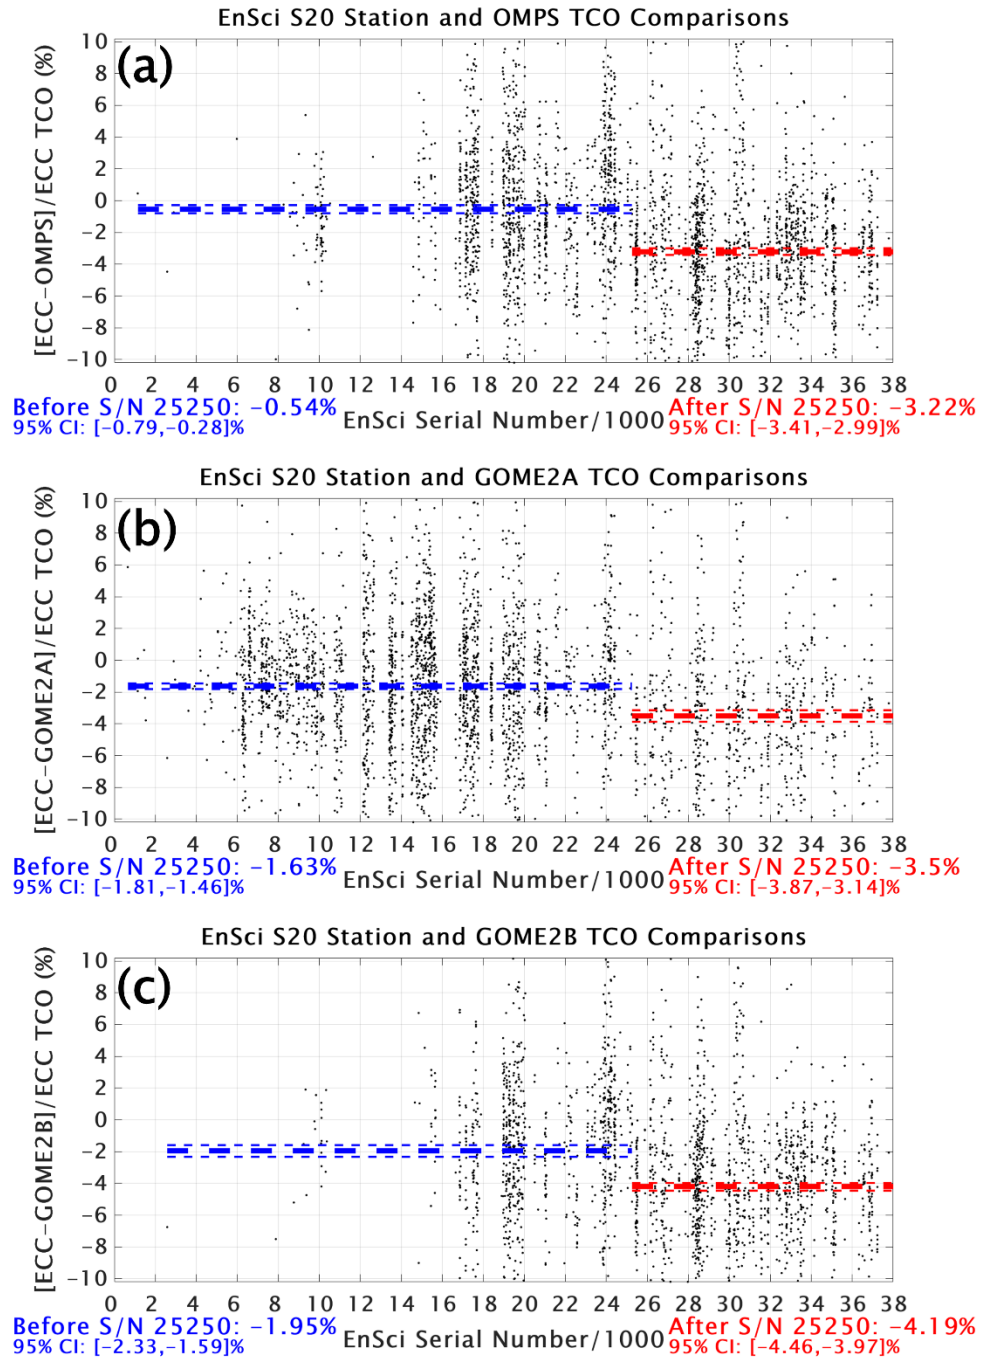 EnSci S20 Station and OMPS TCO Comparisons
(a)
[ECC-OMPS]/ECC TCO (%)
10
8
6
4
2
0
-2
-4
-6
-8
-10
0 2 4 6 8 10 12 14 16 18 20 22 24 26 28 30 32 34 36 38
EnSci Serial Number/1000
Before S/N 25250: -0.54%
95% CI: [-0.79,-0.28]%
After S/N 25250: -3.22%
95% CI: [-3.41,-2.99]%
EnSci S20 Station and GOME2A TCO Comparisons
(b)
[ECC-GOME2A]/ECC TCO (%)
10
8
6
4
2
0
-2
-4
-6
-8
-10
0 2 4 6 8 10 12 14 16 18 20 22 24 26 28 30 32 34 36 38
EnSci Serial Number/1000
Before S/N 25250: -1.63%
95% CI: [-1.81,-1.46]%
After S/N 25250: -3.5%
95% CI: [-3.87,-3.14]%
EnSci S20 Station and GOME2B TCO Comparisons
(c)
[ECC-GOME2B]/ECC TCO (%)
10
8
6
4
2
0
-2
-4
-6
-8
-10
0 2 4 6 8 10 12 14 16 18 20 22 24 26 28 30 32 34 36 38
EnSci Serial Number/1000
Before S/N 25250: -1.95%
95% CI: [-2.33,-1.59]%
After S/N 25250: -4.19%
95% CI: [-4.46,-3.97]%